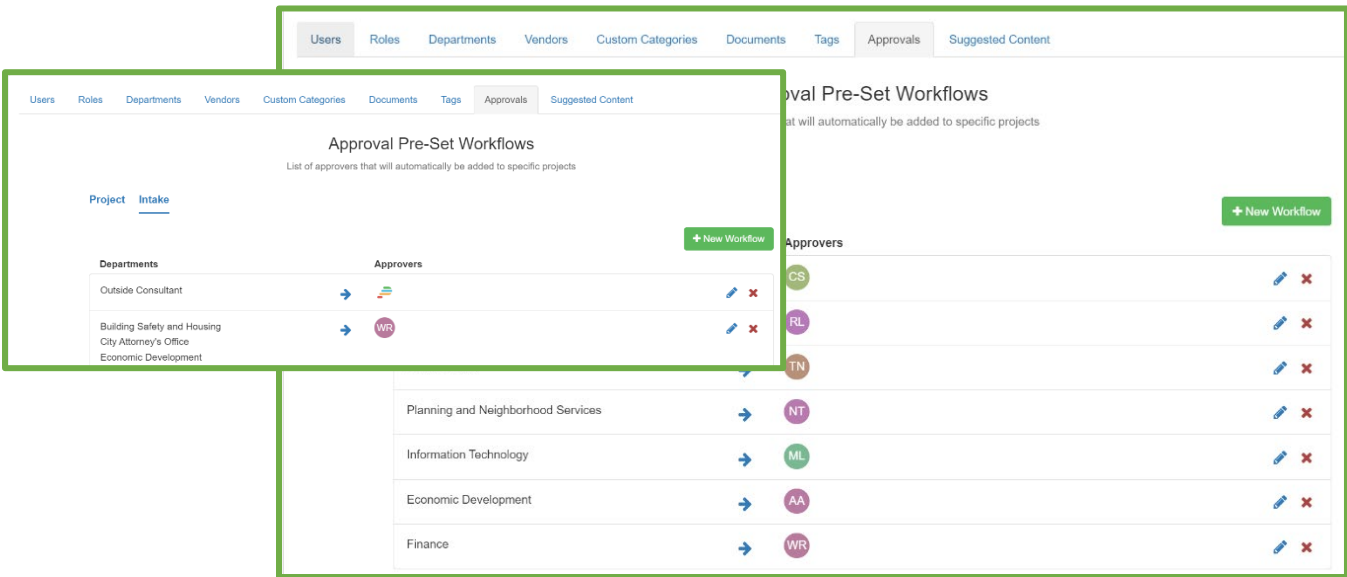 Users Roles Departments Vendors Custom Categories Documents Tags Approvals Suggested Content
Approval Pre-Set Workflows
List of approvers that will automatically be added to specific projects
Project Intake
+ New Workflow
Departments Approvers
Outside Consultant
Building Safety and Housing WR
City Attorney's Office
Economic Development
Users Roles Departments Vendors Custom Categories Documents Tags Approvals Suggested Content
Pre-Set Workflows
will automatically be added to specific projects
+ New Workflow
Approvers
CS
RL
TN
Planning and Neighborhood Services NT
Information Technology ML
Economic Development AA
Finance WR